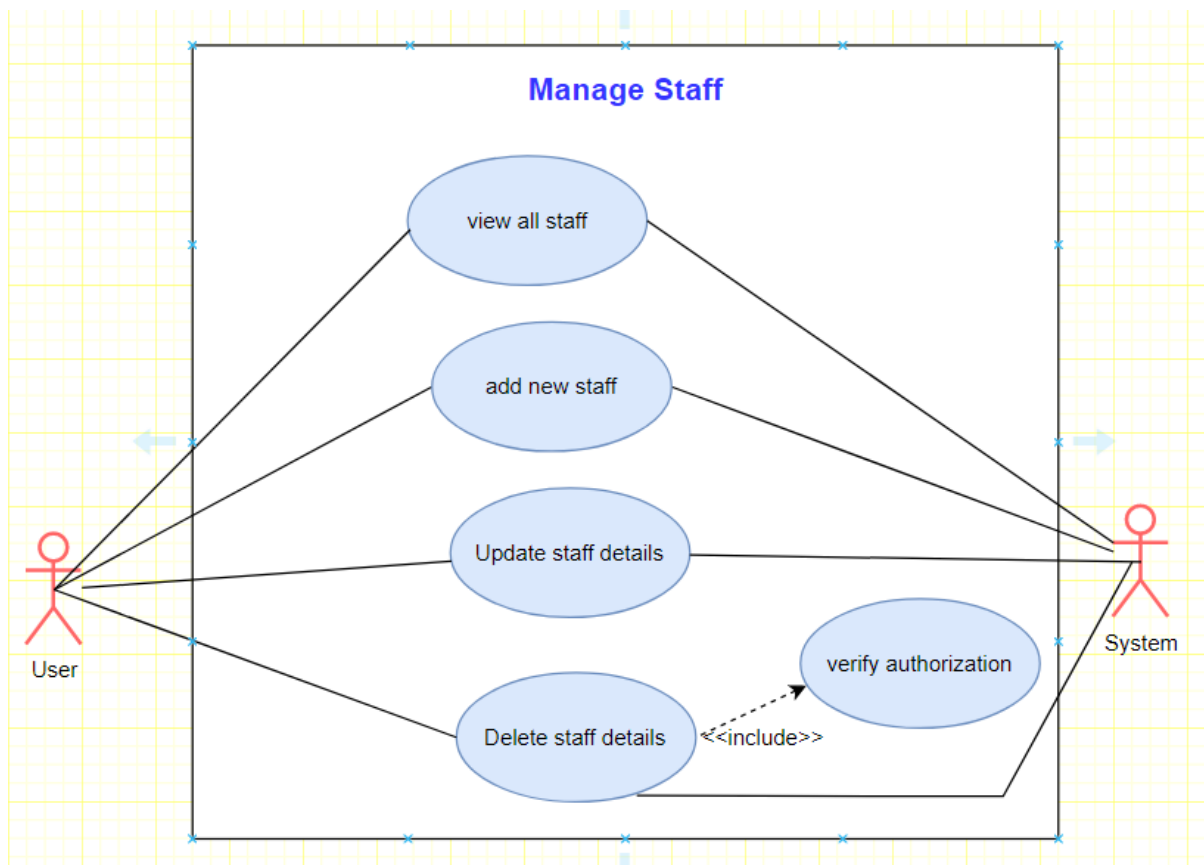 Manage Staff
view all staff
add new staff
Update staff details
verify authorization
System
User
Delete staff details
<<include>>